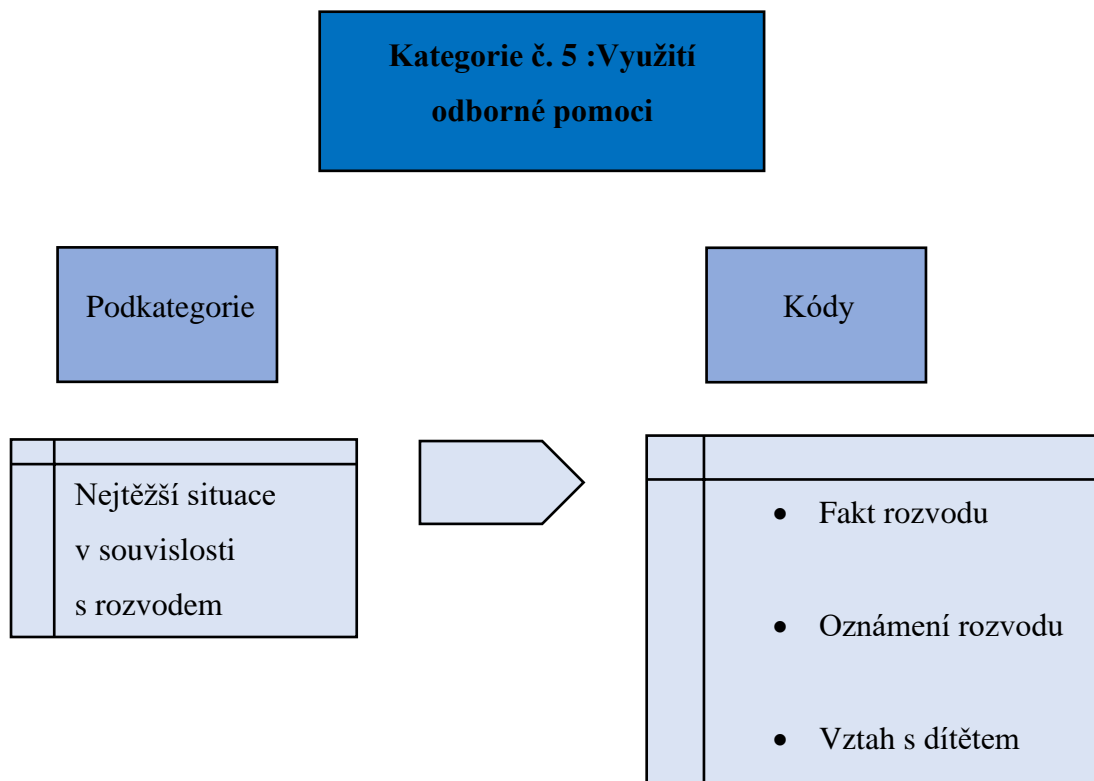 Kategorie č. 5 :Využití
odborné pomoci
Podkategorie
Kódy
Nejtěžší situace
v souvislosti
s rozvodem
• Fakt rozvodu
• Oznámení rozvodu
• Vztah s dítětem